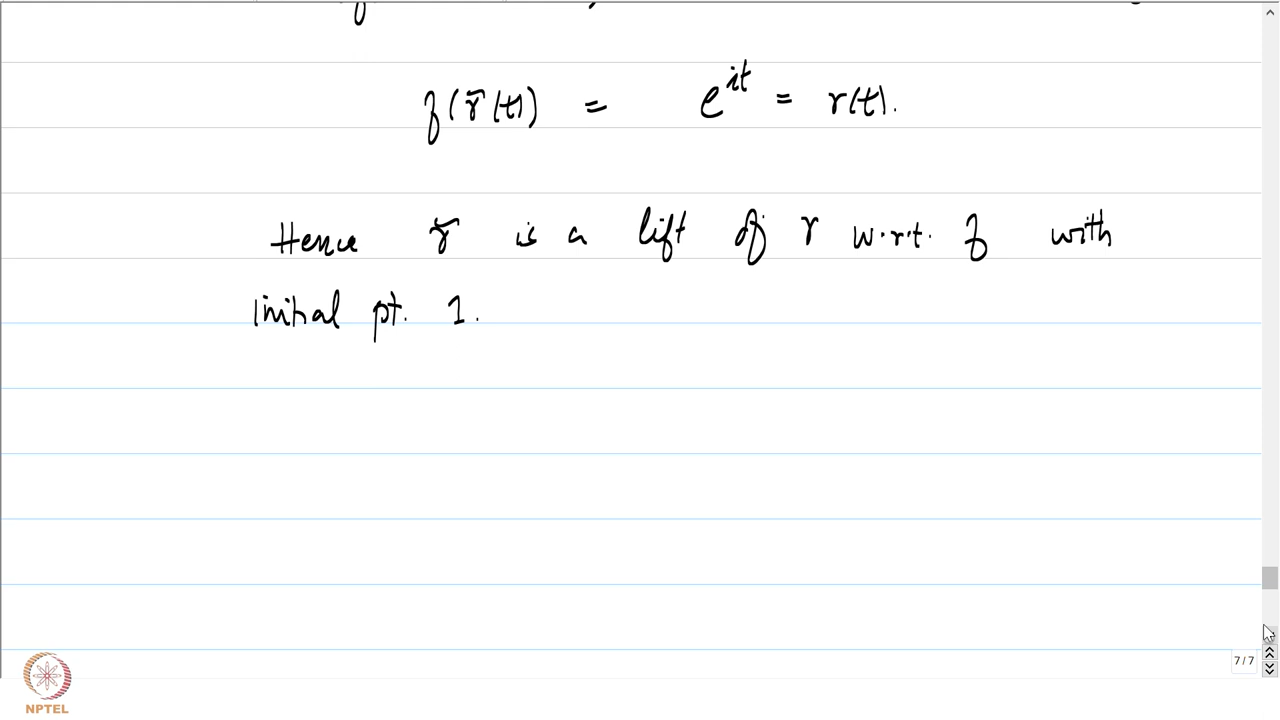 f(γ̃(t)) = e^{it} = γ(t).
Hence γ̃ is a lift of γ w.r.t. f with
initial pt. 1.
7 / 7
NPTEL